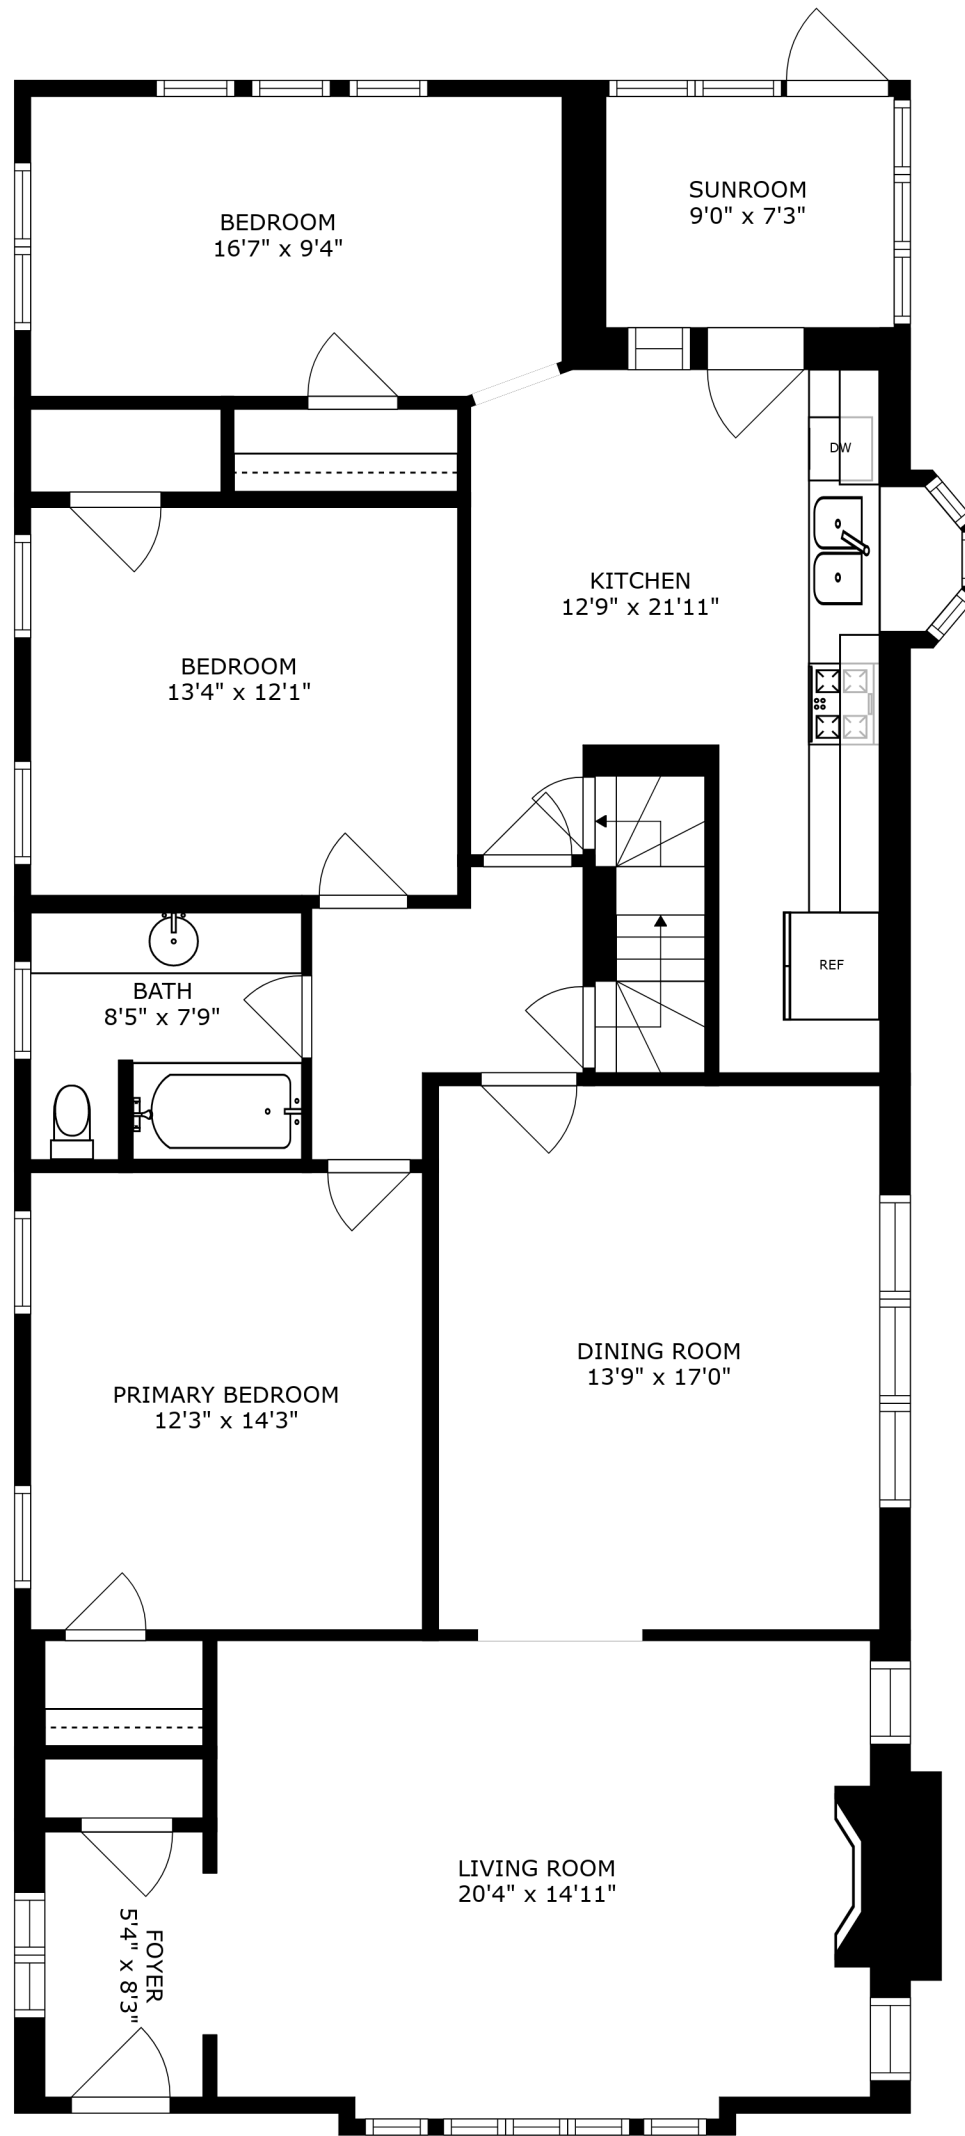 SUNROOM
9'0" x 7'3"
BEDROOM
16'7" x 9'4"
DW
KITCHEN
12'9" x 21'11"
BEDROOM
13'4" x 12'1"
REF
BATH
8'5" x 7'9"
DINING ROOM
13'9" x 17'0"
PRIMARY BEDROOM
12'3" x 14'3"
LIVING ROOM
20'4" x 14'11"
FOYER
5'4" x 8'3"